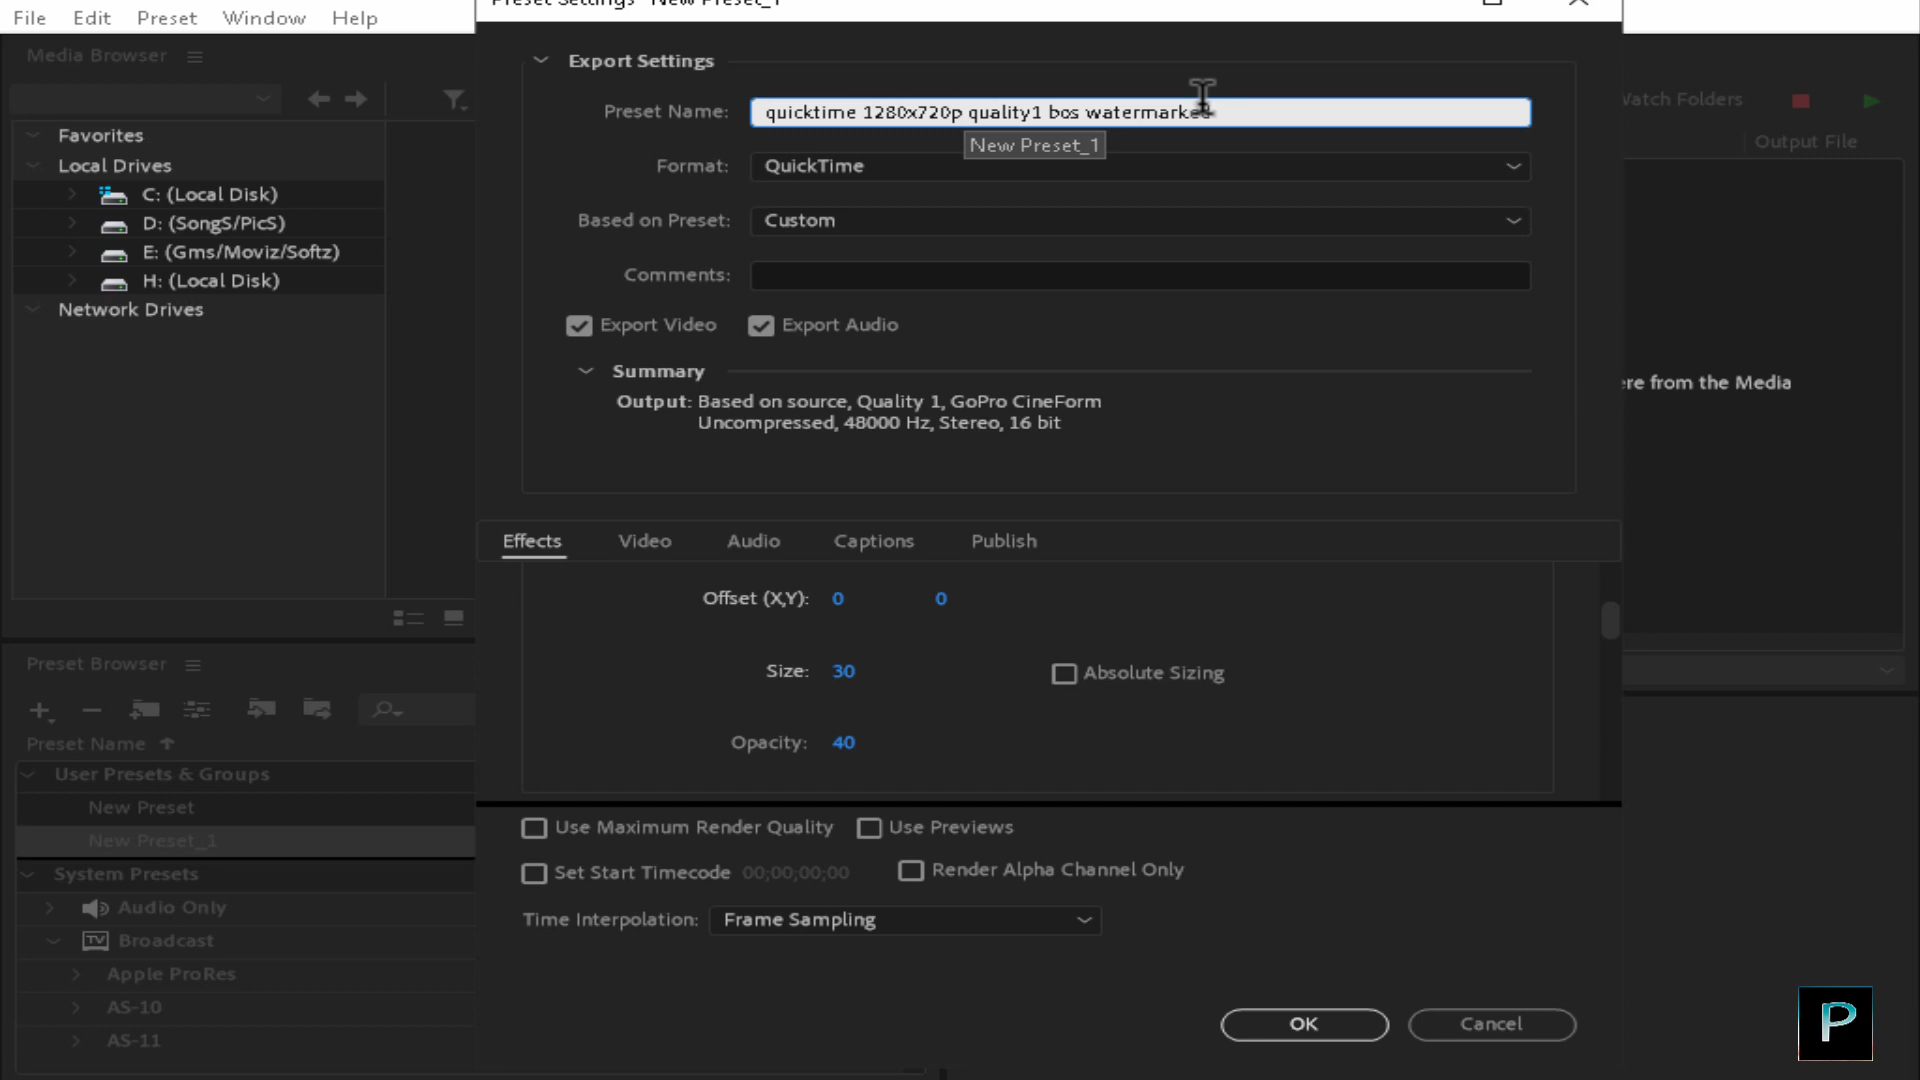 File Edit Preset Window Help
Preset Settings - New Preset_1
Media Browser
Favorites
Local Drives
C: (Local Disk)
D: (SongS/PicS)
E: (Gms/Moviz/Softz)
H: (Local Disk)
Network Drives
Preset Browser
Preset Name
User Presets & Groups
New Preset
New Preset_1
System Presets
Audio Only
TV Broadcast
Apple ProRes
AS-10
AS-11
Export Settings
Preset Name: quicktime 1280x720p quality1 bos watermarked
New Preset_1
Format: QuickTime
Based on Preset: Custom
Comments:
Export Video Export Audio
Summary
Output: Based on source, Quality 1, GoPro CineForm
Uncompressed, 48000 Hz, Stereo, 16 bit
Effects Video Audio Captions Publish
Offset (X,Y): 0 0
Size: 30 Absolute Sizing
Opacity: 40
Use Maximum Render Quality Use Previews
Set Start Timecode 00;00;00;00 Render Alpha Channel Only
Time Interpolation: Frame Sampling
OK Cancel
Watch Folders
Output File
re from the Media
P